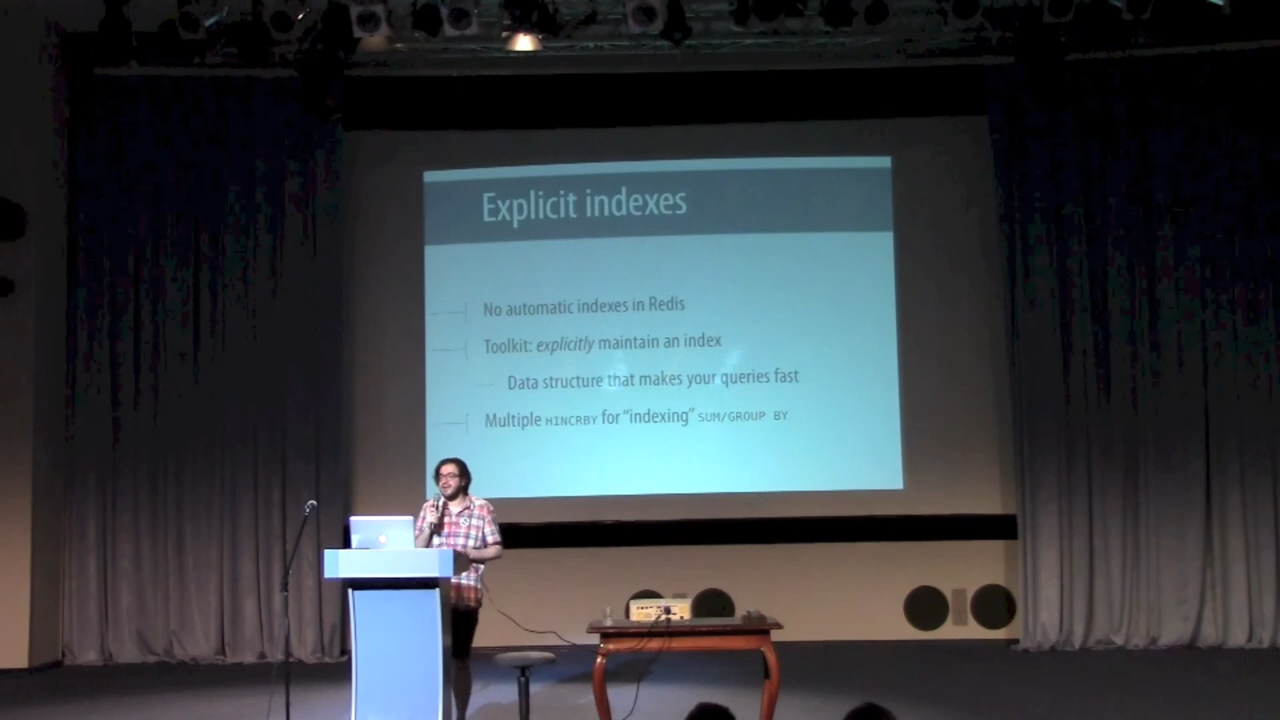 Explicit indexes
No automatic indexes in Redis
Toolkit: explicitly maintain an index
Data structure that makes your queries fast
Multiple HINCRBY for “indexing” SUM/GROUP BY